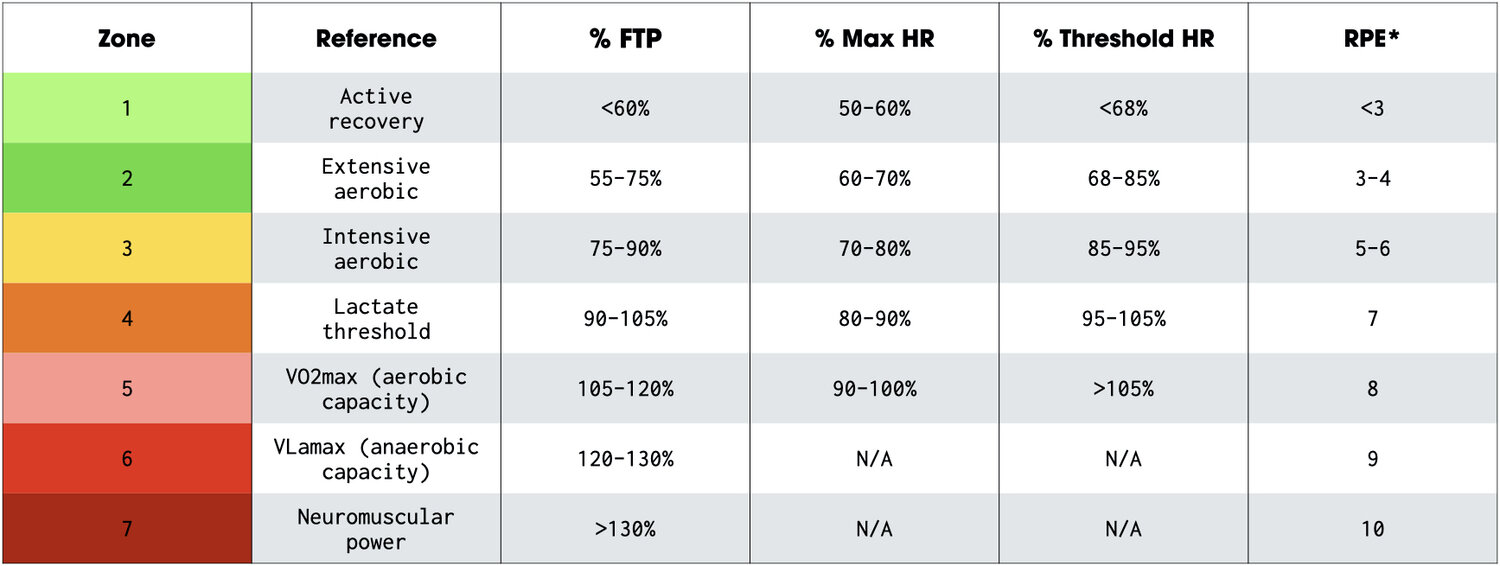 Zone Reference % FTP % Max HR % Threshold HR RPE*
1 Active recovery <60% 50-60% <68% <3
2 Extensive aerobic 55-75% 60-70% 68-85% 3-4
3 Intensive aerobic 75-90% 70-80% 85-95% 5-6
4 Lactate threshold 90-105% 80-90% 95-105% 7
5 VO2max (aerobic capacity) 105-120% 90-100% >105% 8
6 VLamax (anaerobic capacity) 120-130% N/A N/A 9
7 Neuromuscular power >130% N/A N/A 10